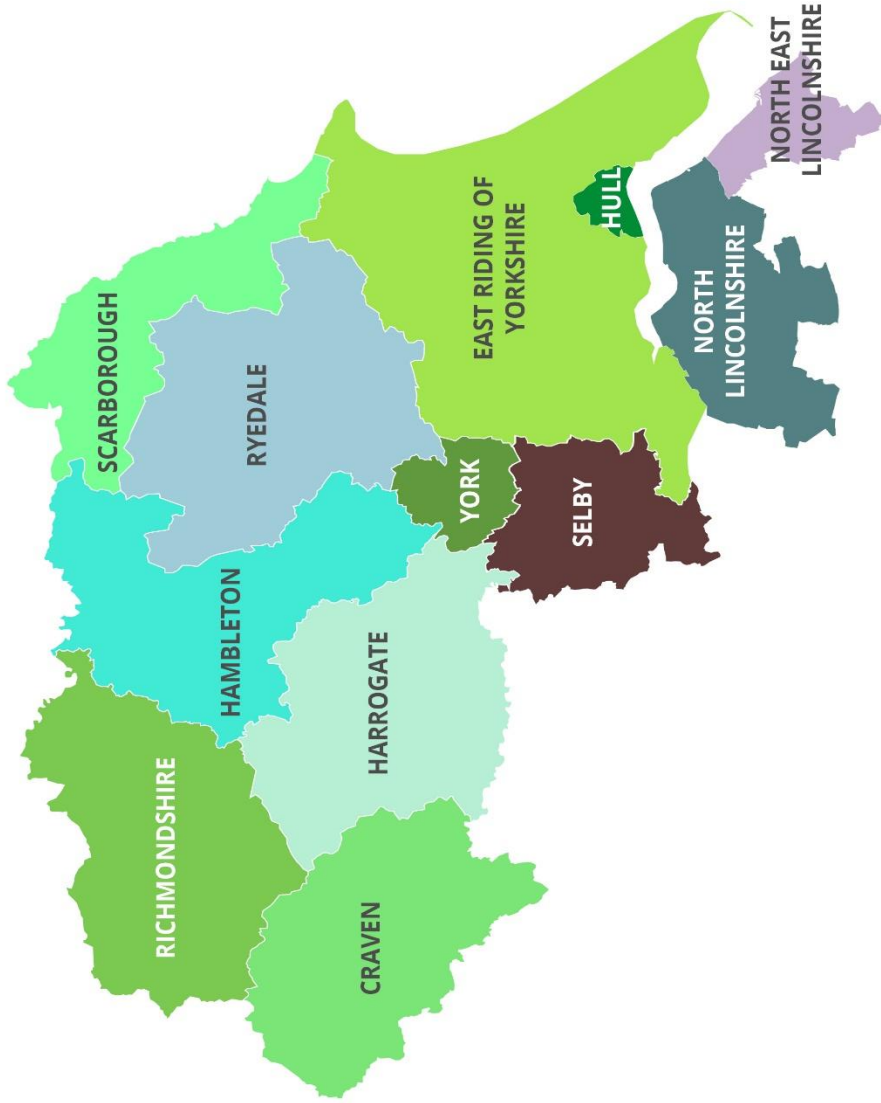 RICHMONDSHIRE
CRAVEN
HAMBLETON
HARROGATE
SCARBOROUGH
RYEDALE
YORK
SELBY
EAST RIDING OF
YORKSHIRE
HULL
NORTH
LINCOLNSHIRE
NORTH EAST
LINCOLNSHIRE